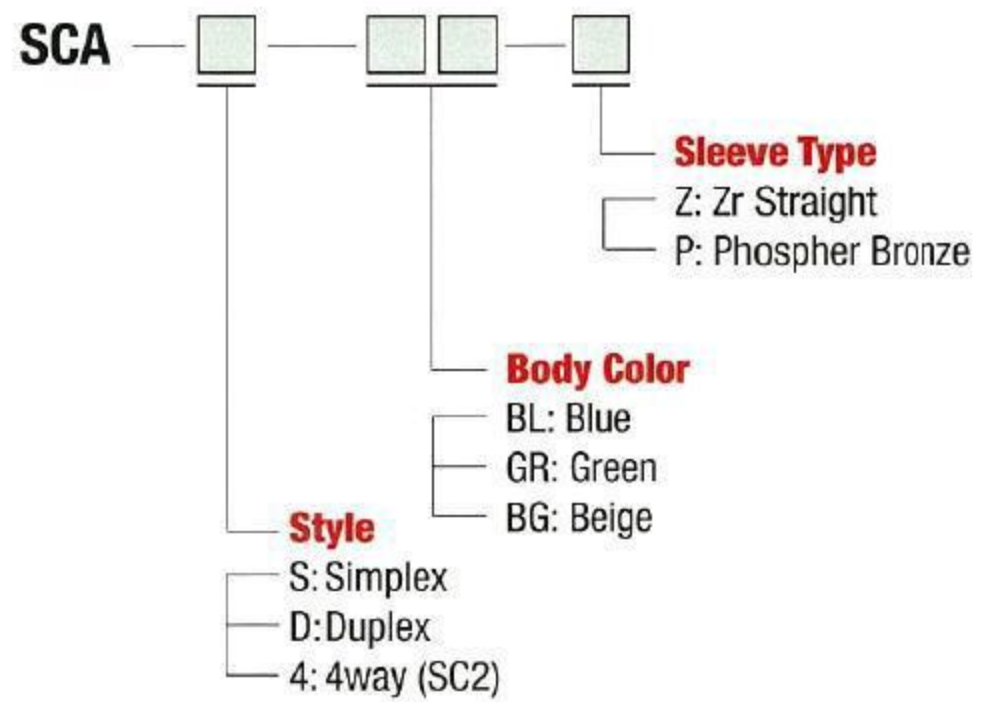 SCA
Sleeve Type
Z: Zr Straight
P: Phospher Bronze
Body Color
BL: Blue
GR: Green
BG: Beige
Style
S: Simplex
D: Duplex
4: 4way (SC2)